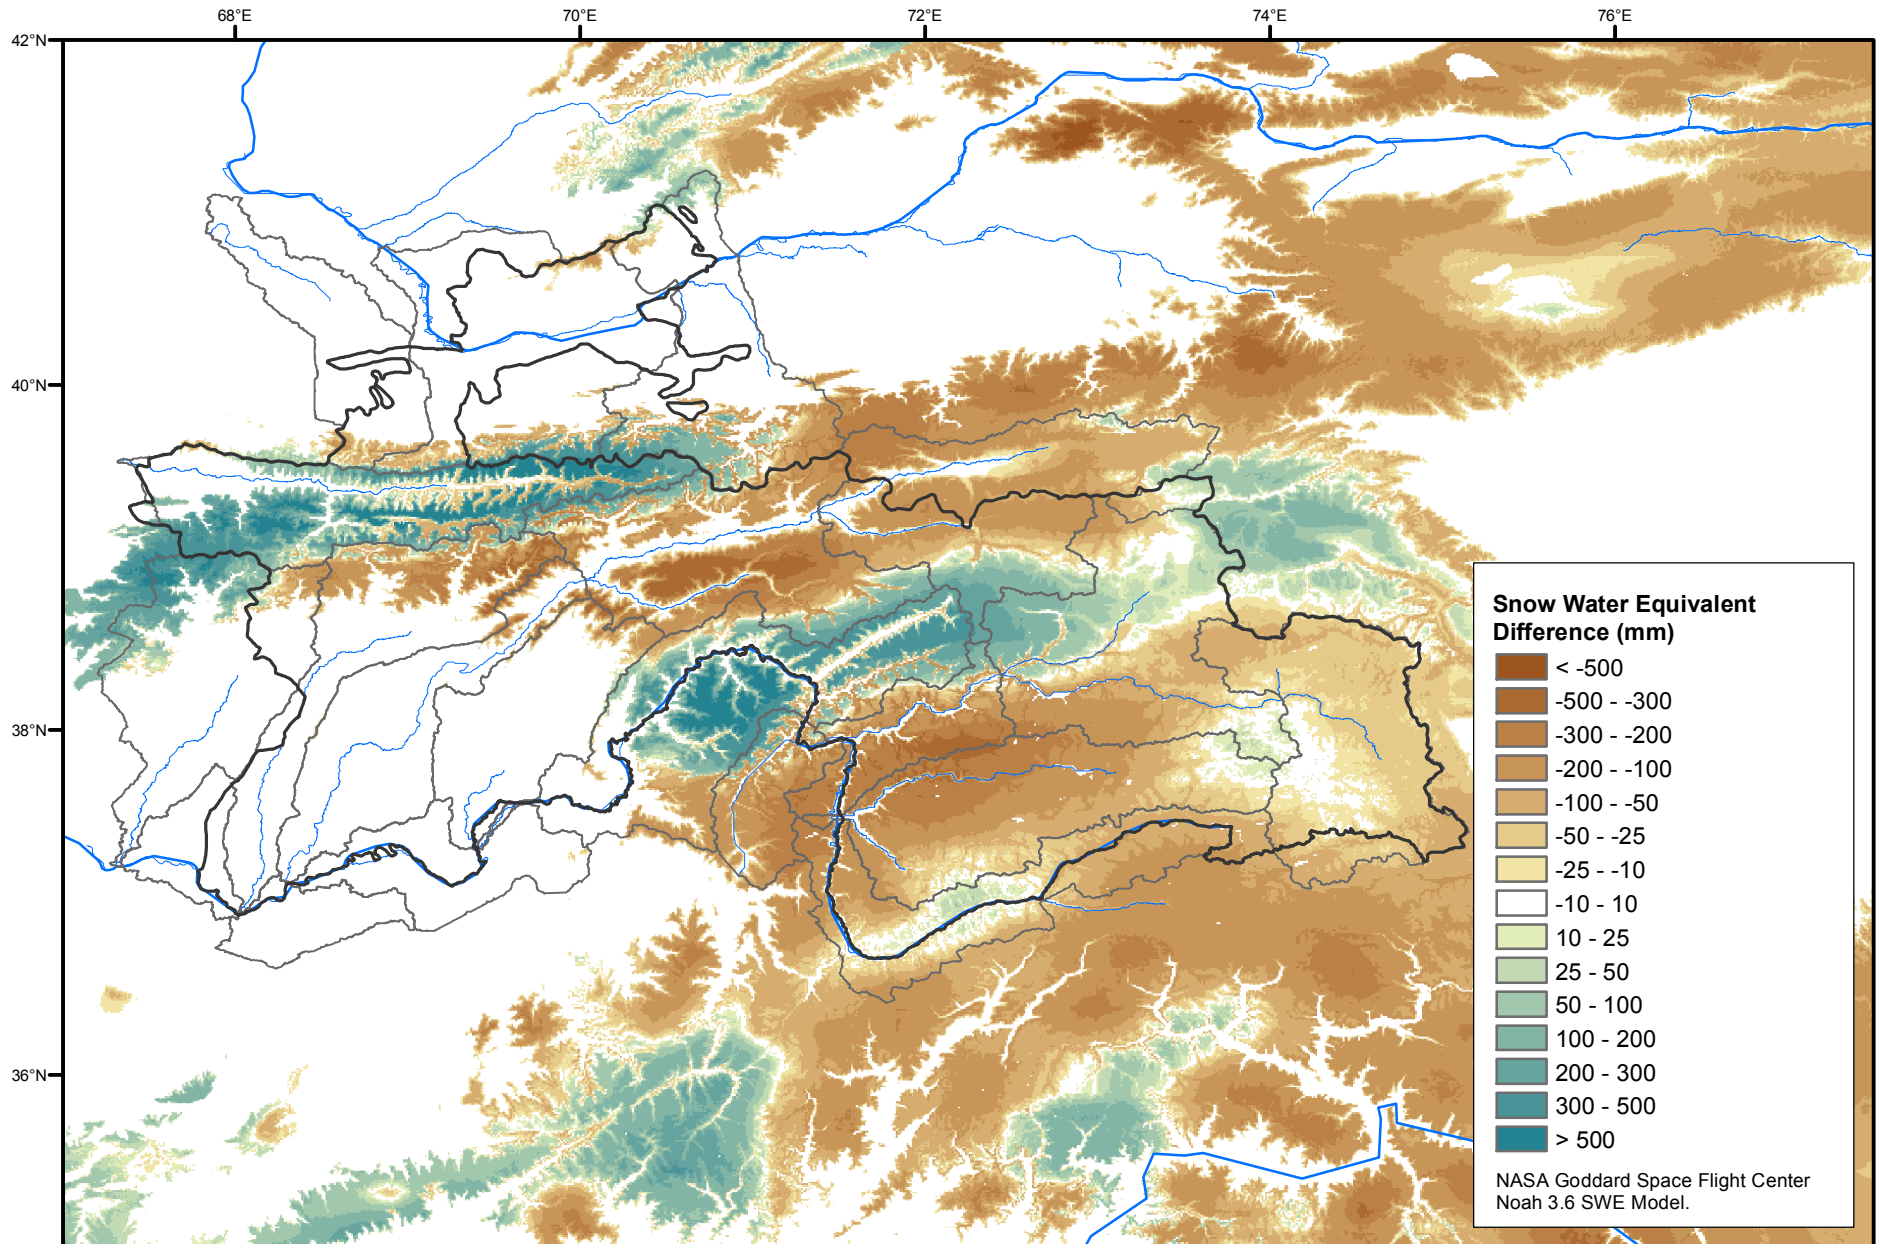 68°E
70°E
72°E
74°E
76°E
42°N
40°N
38°N
36°N
Snow Water Equivalent
Difference (mm)
< -500
-500 - -300
-300 - -200
-200 - -100
-100 - -50
-50 - -25
-25 - -10
-10 - 10
10 - 25
25 - 50
50 - 100
100 - 200
200 - 300
300 - 500
> 500
NASA Goddard Space Flight Center
Noah 3.6 SWE Model.